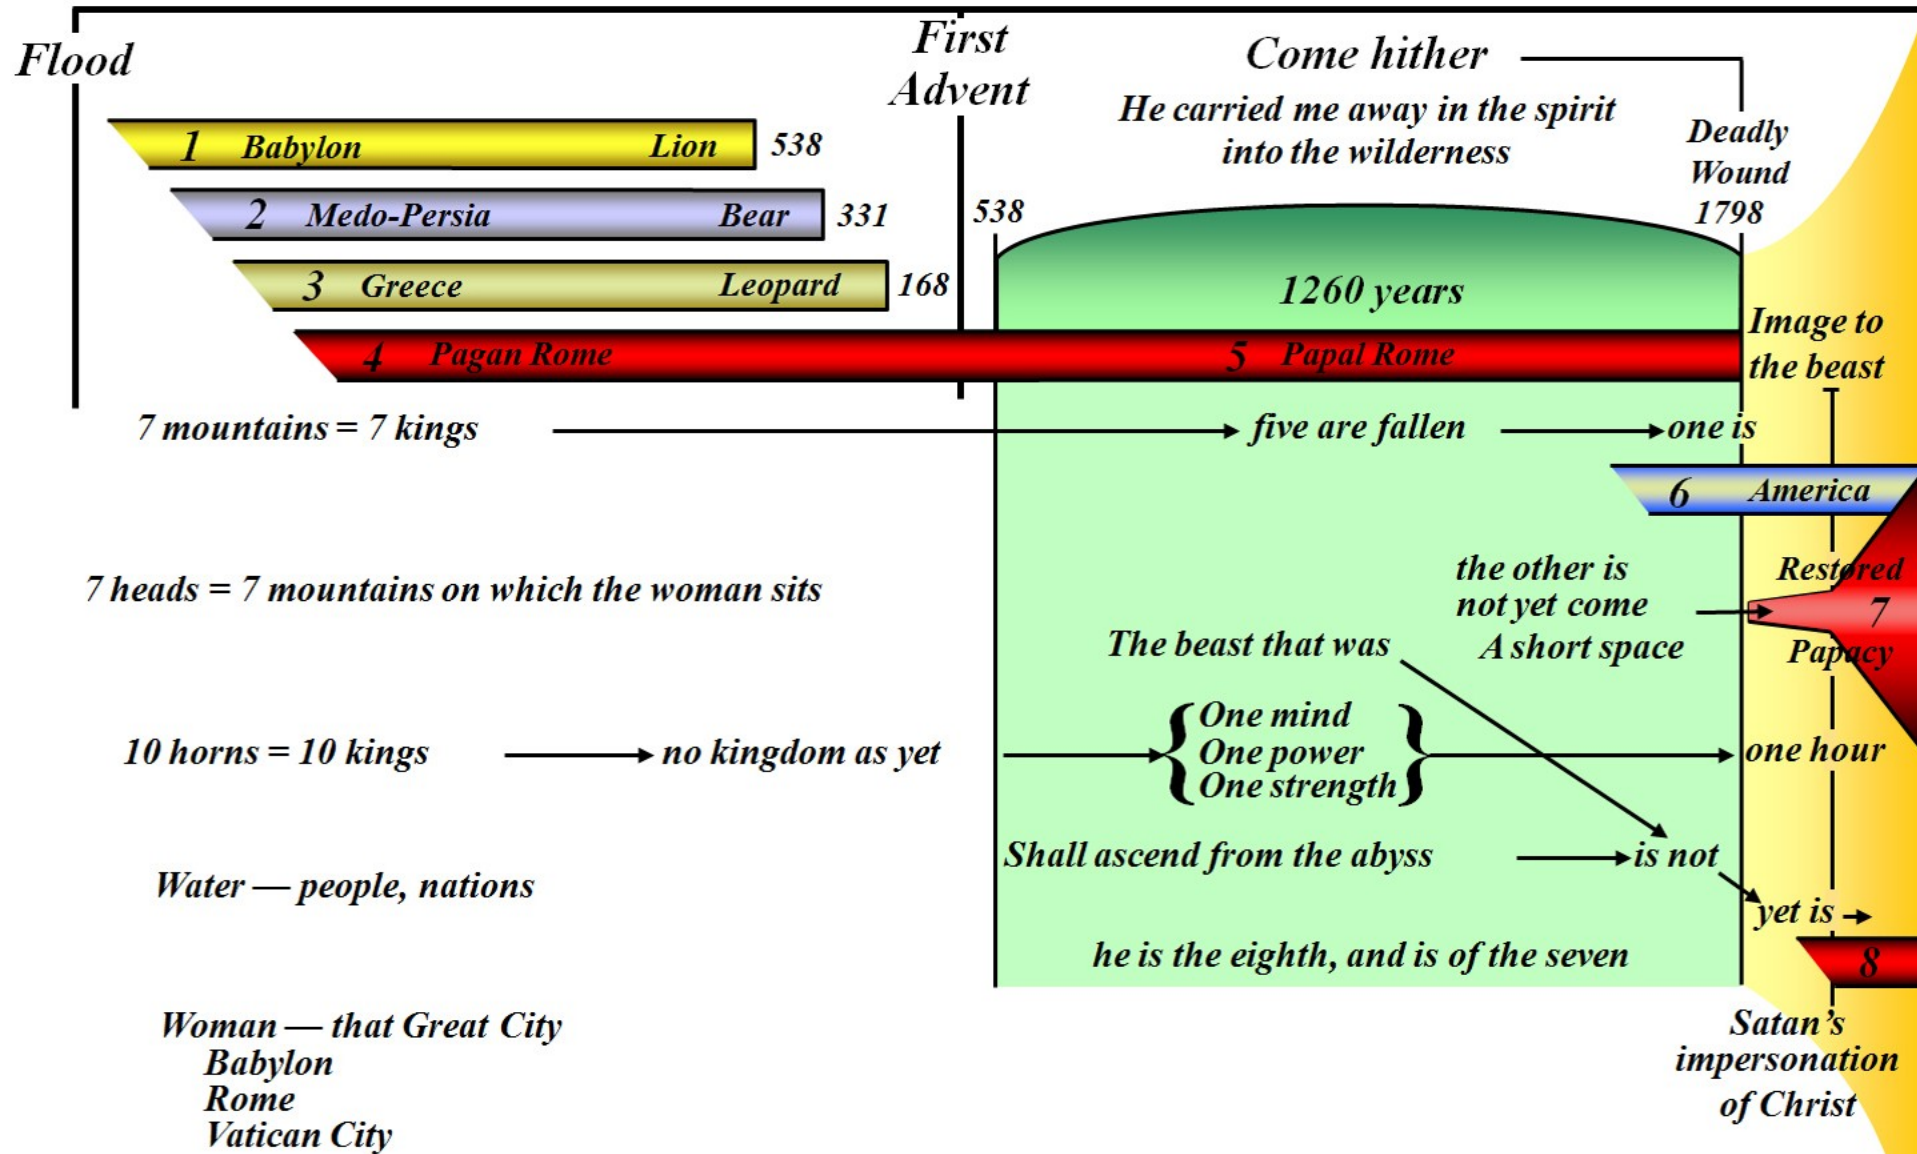 Flood
First
Advent
Come hither
He carried me away in the spirit
into the wilderness
Deadly
Wound
1798
1 Babylon Lion 538
2 Medo-Persia Bear 331
538
3 Greece Leopard 168
1260 years
4 Pagan Rome 5 Papal Rome
Image to
the beast
7 mountains = 7 kings five are fallen one is
6 America
7 heads = 7 mountains on which the woman sits
the other is
not yet come
A short space
Restored
7
Papacy
The beast that was
10 horns = 10 kings no kingdom as yet
{ One mind }
One power
One strength
one hour
Shall ascend from the abyss is not
Water — people, nations
yet is
he is the eighth, and is of the seven
8
Woman — that Great City
Babylon
Rome
Vatican City
Satan's
impersonation
of Christ